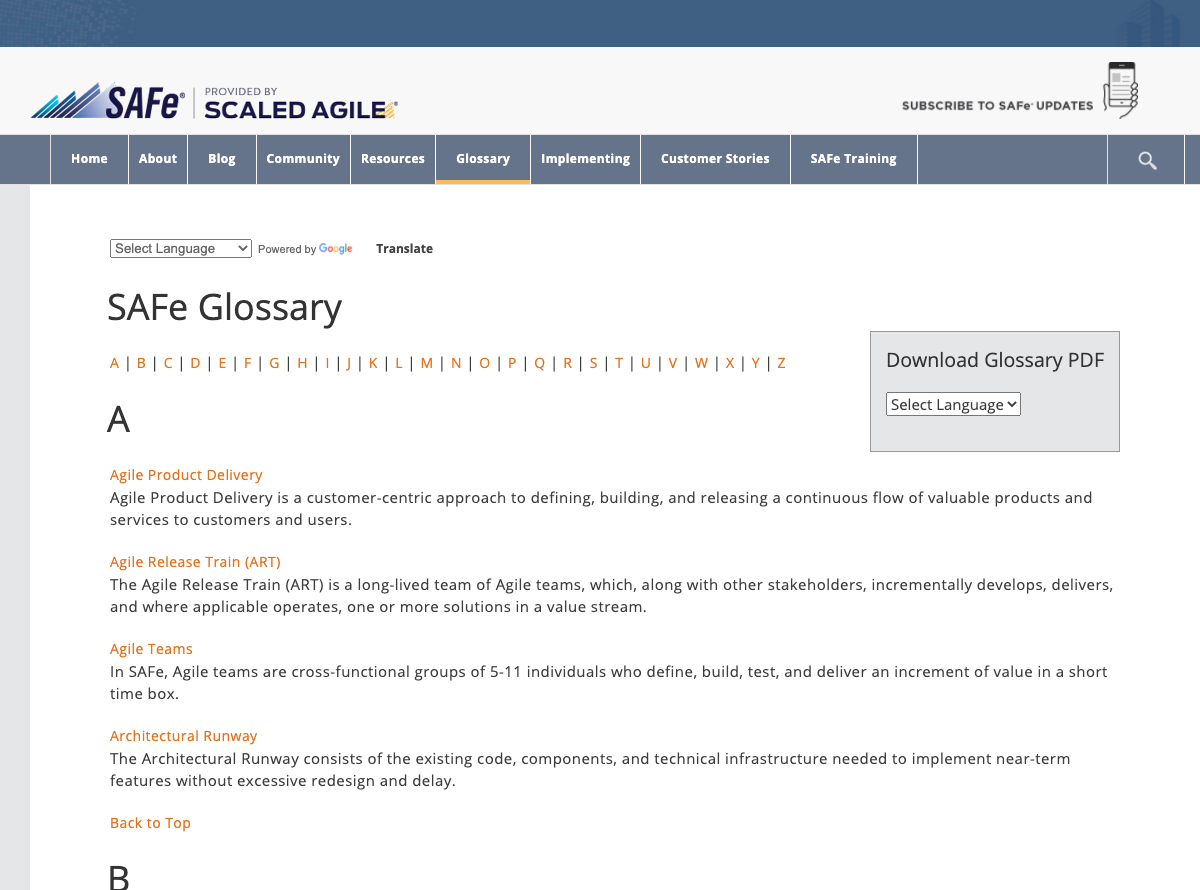 SAFe® PROVIDED BY
SCALED AGILE®
SUBSCRIBE TO SAFe® UPDATES
Home About Blog Community Resources Glossary Implementing Customer Stories SAFe Training
Select Language Powered by Google Translate
SAFe Glossary
A | B | C | D | E | F | G | H | I | J | K | L | M | N | O | P | Q | R | S | T | U | V | W | X | Y | Z
Download Glossary PDF
Select Language
A
Agile Product Delivery
Agile Product Delivery is a customer-centric approach to defining, building, and releasing a continuous flow of valuable products and
services to customers and users.
Agile Release Train (ART)
The Agile Release Train (ART) is a long-lived team of Agile teams, which, along with other stakeholders, incrementally develops, delivers,
and where applicable operates, one or more solutions in a value stream.
Agile Teams
In SAFe, Agile teams are cross-functional groups of 5-11 individuals who define, build, test, and deliver an increment of value in a short
time box.
Architectural Runway
The Architectural Runway consists of the existing code, components, and technical infrastructure needed to implement near-term
features without excessive redesign and delay.
Back to Top
B